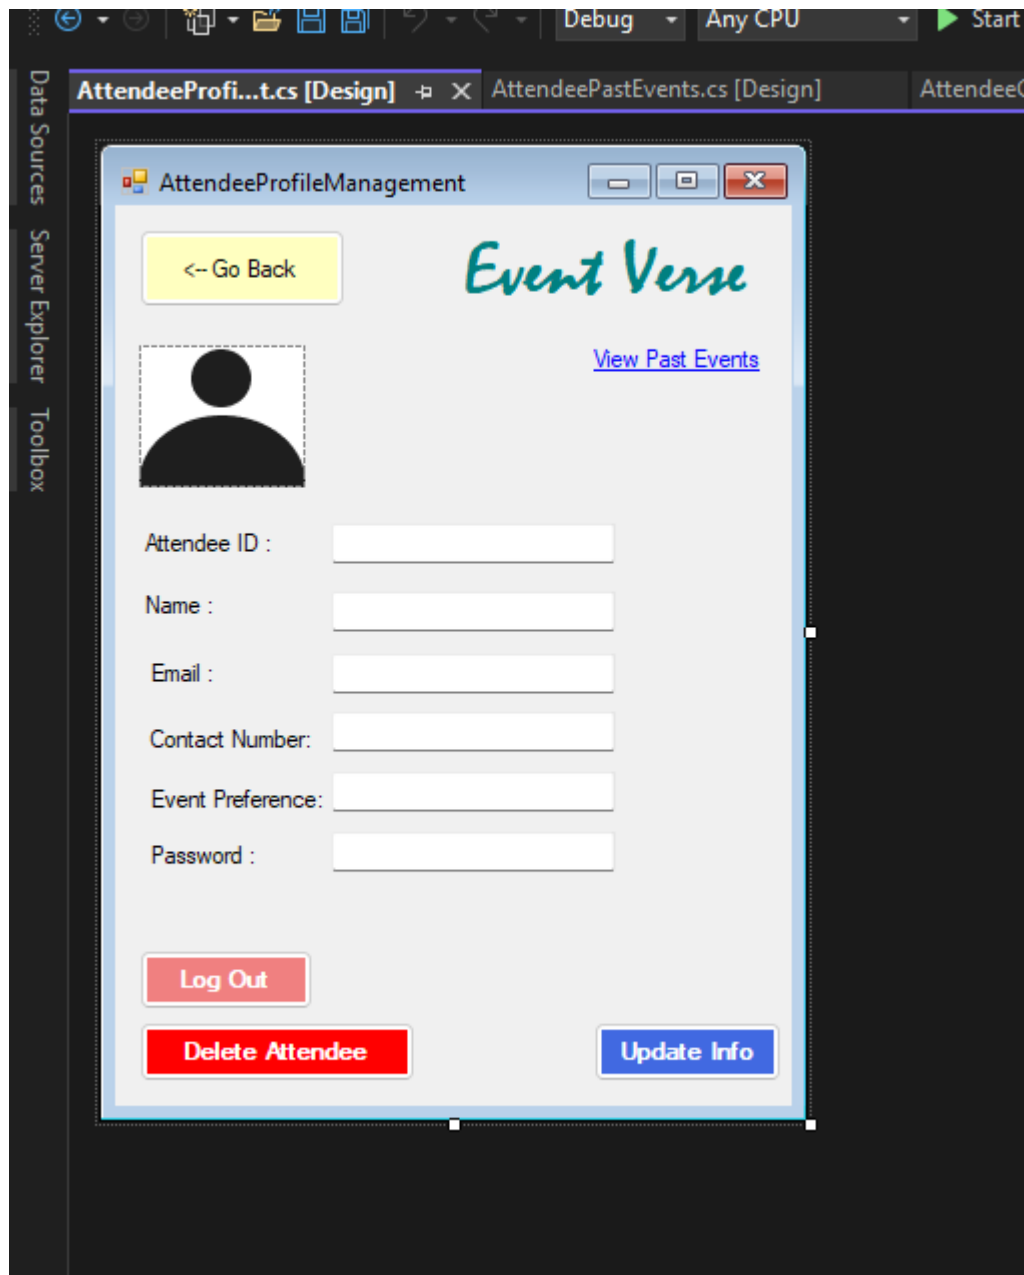 Debug Any CPU Start
AttendeeProfi...t.cs [Design] AttendeePastEvents.cs [Design] Attendee
Data Sources
Server Explorer
Toolbox
AttendeeProfileManagement
<-- Go Back
Event Verse
View Past Events
Attendee ID :
Name :
Email :
Contact Number:
Event Preference:
Password :
Log Out
Delete Attendee
Update Info